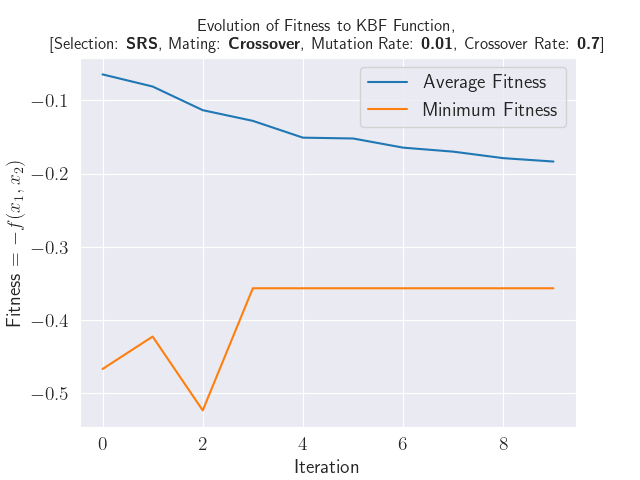 Evolution of Fitness to KBF Function,
[Selection: SRS, Mating: Crossover, Mutation Rate: 0.01, Crossover Rate: 0.7]
Average Fitness
Minimum Fitness
−0.1
−0.2
−0.3
−0.4
−0.5
Fitness = −f(x₁, x₂)
0 2 4 6 8
Iteration